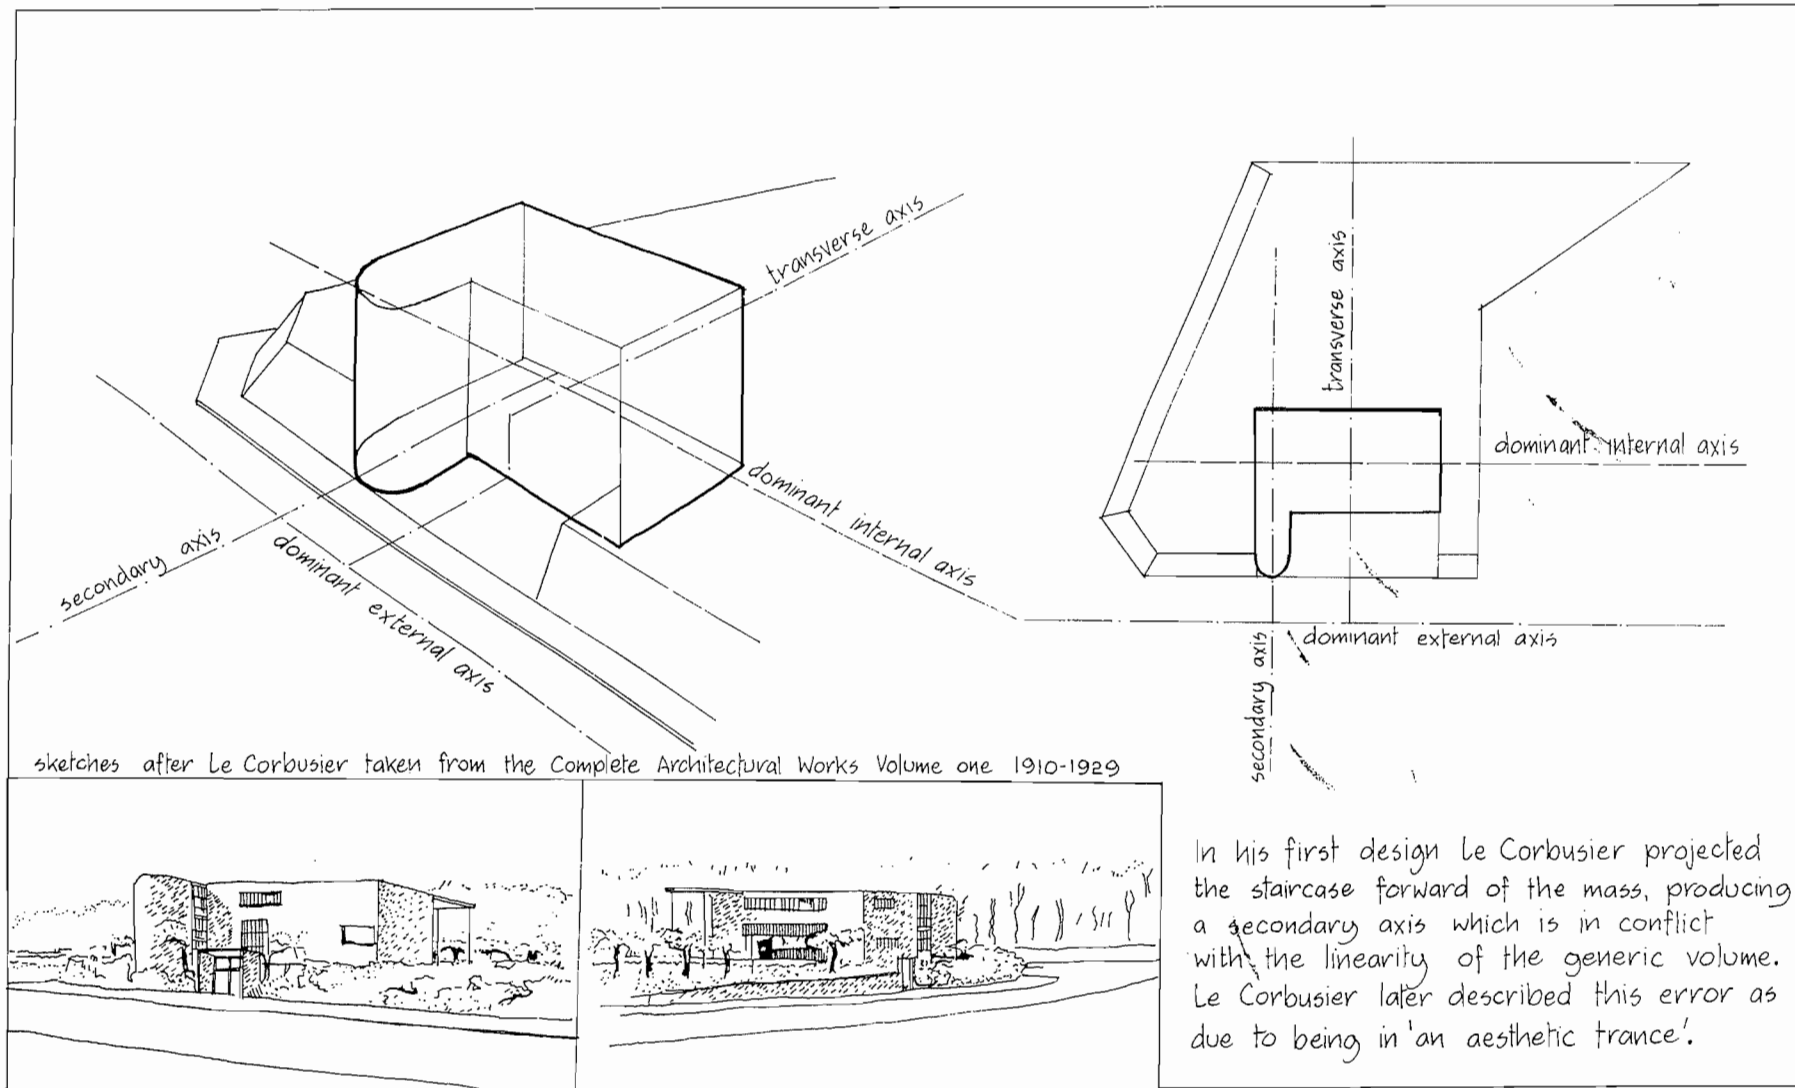 transverse axis
dominant internal axis
secondary axis
dominant external axis
transverse axis
dominant internal axis
dominant external axis
secondary axis
sketches after Le Corbusier taken from the Complete Architectural Works Volume one 1910-1929
In his first design Le Corbusier projected
the staircase forward of the mass, producing
a secondary axis which is in conflict
with the linearity of the generic volume.
Le Corbusier later described this error as
due to being in 'an aesthetic trance'.